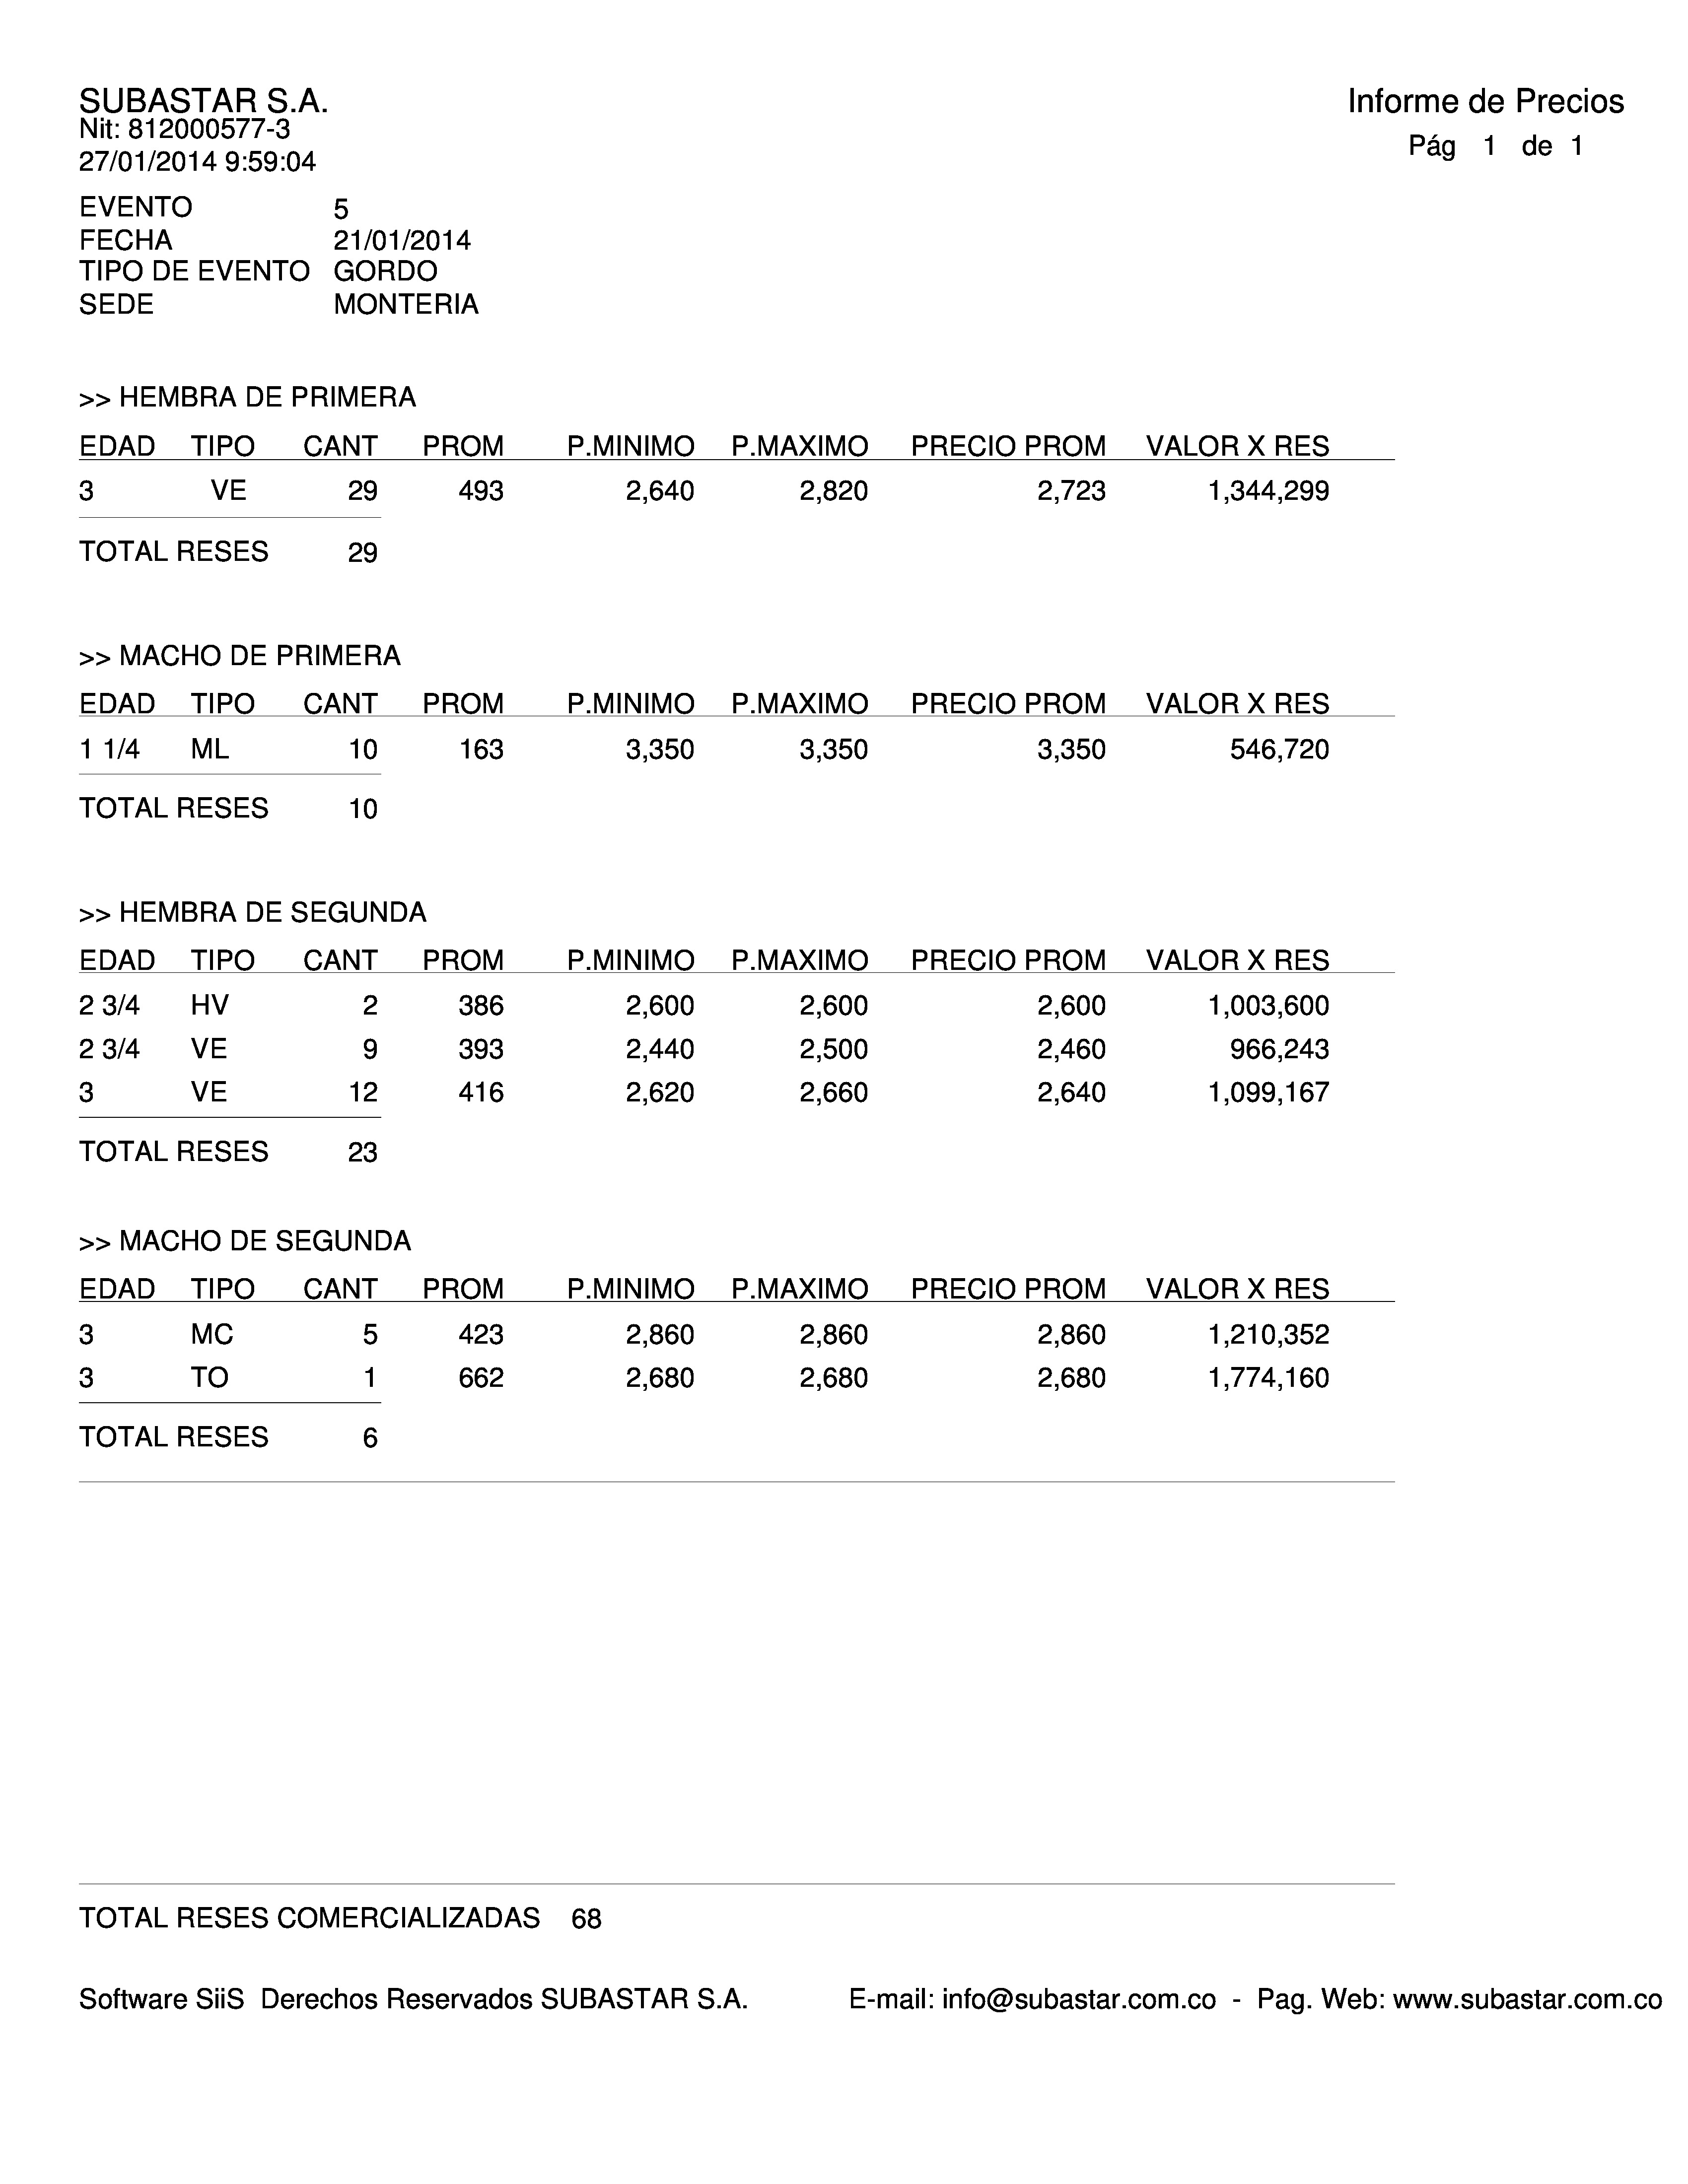 SUBASTAR S.A. Informe de Precios
Nit: 812000577-3
27/01/2014 9:59:04 Pág 1 de 1
EVENTO 5
FECHA 21/01/2014
TIPO DE EVENTO GORDO
SEDE MONTERIA
>> HEMBRA DE PRIMERA
EDAD TIPO CANT PROM P.MINIMO P.MAXIMO PRECIO PROM VALOR X RES
3 VE 29 493 2,640 2,820 2,723 1,344,299
TOTAL RESES 29
>> MACHO DE PRIMERA
EDAD TIPO CANT PROM P.MINIMO P.MAXIMO PRECIO PROM VALOR X RES
1 1/4 ML 10 163 3,350 3,350 3,350 546,720
TOTAL RESES 10
>> HEMBRA DE SEGUNDA
EDAD TIPO CANT PROM P.MINIMO P.MAXIMO PRECIO PROM VALOR X RES
2 3/4 HV 2 386 2,600 2,600 2,600 1,003,600
2 3/4 VE 9 393 2,440 2,500 2,460 966,243
3 VE 12 416 2,620 2,660 2,640 1,099,167
TOTAL RESES 23
>> MACHO DE SEGUNDA
EDAD TIPO CANT PROM P.MINIMO P.MAXIMO PRECIO PROM VALOR X RES
3 MC 5 423 2,860 2,860 2,860 1,210,352
3 TO 1 662 2,680 2,680 2,680 1,774,160
TOTAL RESES 6
TOTAL RESES COMERCIALIZADAS 68
Software SiiS Derechos Reservados SUBASTAR S.A. E-mail: info@subastar.com.co - Pag. Web: www.subastar.com.co